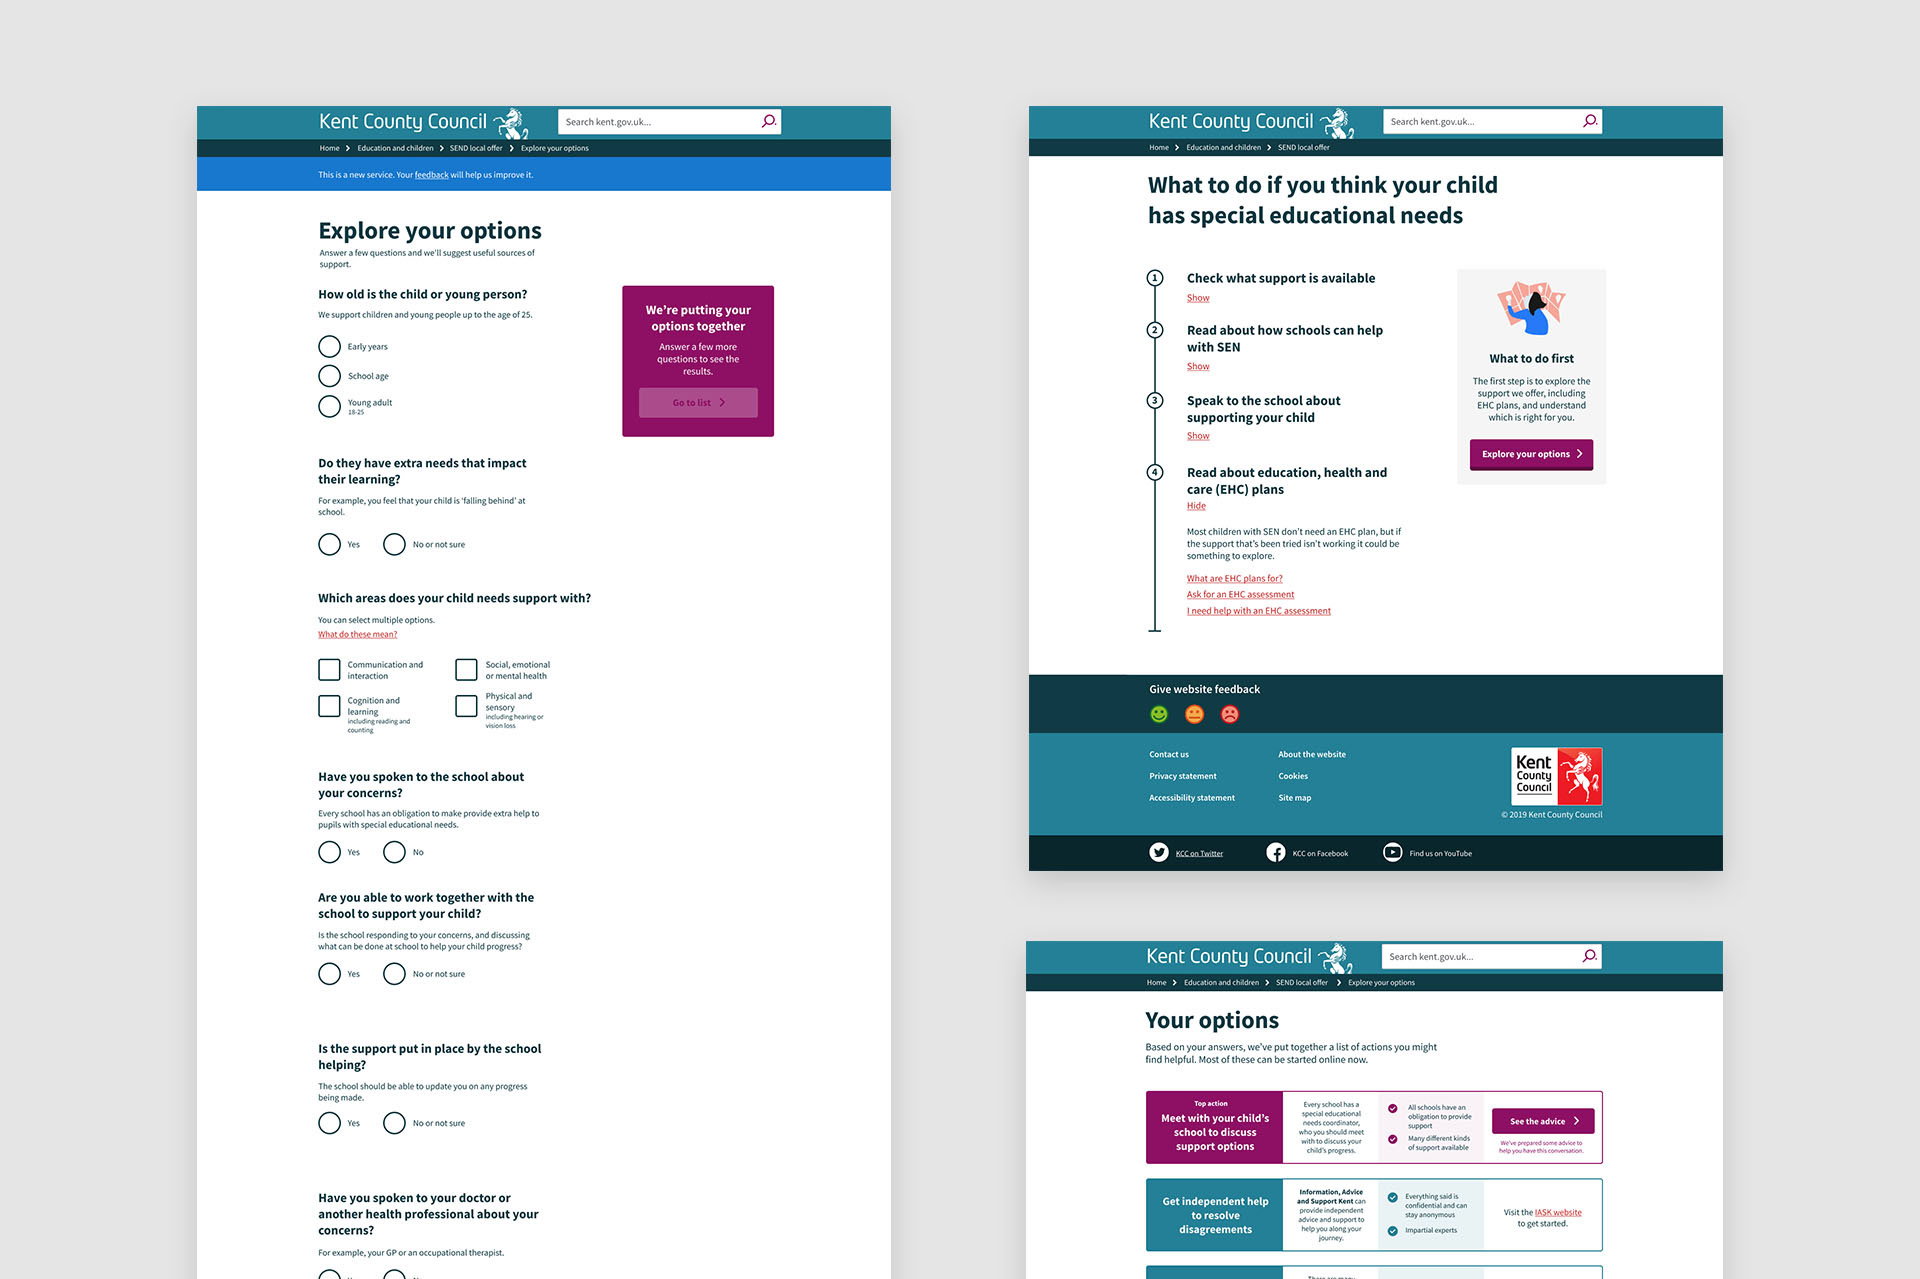 Kent County Council
Search kent.gov.uk...
Home > Education and children > SEND local offer > Explore your options
This is a new service. Your feedback will help us improve it.
Explore your options
Answer a few questions and we'll suggest useful sources of
support.
How old is the child or young person?
We support children and young people up to the age of 25.
Early years
School age
Young adult
18-25
We're putting your
options together
Answer a few more
questions to see the
results.
Go to list >
Do they have extra needs that impact
their learning?
For example, you feel that your child is 'falling behind' at
school.
Yes
No or not sure
Which areas does your child needs support with?
You can select multiple options.
What do these mean?
Communication and
interaction
Social, emotional
or mental health
Cognition and
learning
including reading and
counting
Physical and
sensory
including hearing or
vision loss
Have you spoken to the school about
your concerns?
Every school has an obligation to make provide extra help to
pupils with special educational needs.
Yes
No
Are you able to work together with the
school to support your child?
Is the school responding to your concerns, and discussing
what can be done at school to help your child progress?
Yes
No or not sure
Is the support put in place by the school
helping?
The school should be able to update you on any progress
being made.
Yes
No or not sure
Have you spoken to your doctor or
another health professional about your
concerns?
For example, your GP or an occupational therapist.
Kent County Council
Search kent.gov.uk...
Home > Education and children > SEND local offer
What to do if you think your child
has special educational needs
1
Check what support is available
Show
2
Read about how schools can help
with SEN
Show
3
Speak to the school about
supporting your child
Show
4
Read about education, health and
care (EHC) plans
Hide
Most children with SEN don't need an EHC plan, but if
the support that's been tried isn't working it could be
something to explore.
What are EHC plans for?
Ask for an EHC assessment
I need help with an EHC assessment
What to do first
The first step is to explore the
support we offer, including
EHC plans, and understand
which is right for you.
Explore your options >
Give website feedback
Contact us
About the website
Privacy statement
Cookies
Accessibility statement
Site map
Kent
County
Council
© 2019 Kent County Council
KCC on Twitter
KCC on Facebook
Find us on YouTube
Kent County Council
Search kent.gov.uk...
Home > Education and children > SEND local offer > Explore your options
Your options
Based on your answers, we've put together a list of actions you might
find helpful. Most of these can be started online now.
Top action
Meet with your child's
school to discuss
support options
Every school has a
special educational
needs coordinator,
who you should meet
with to discuss your
child's progress.
All schools have an
obligation to provide
support
Many different kinds
of support available
See the advice >
We've prepared some advice to
help you have this conversation.
Get independent help
to resolve
disagreements
Information, Advice
and Support Kent can
provide independent
advice and support to
help you along your
journey.
Everything said is
confidential and can
stay anonymous
Impartial experts
Visit the IASK website
to get started.
There are many